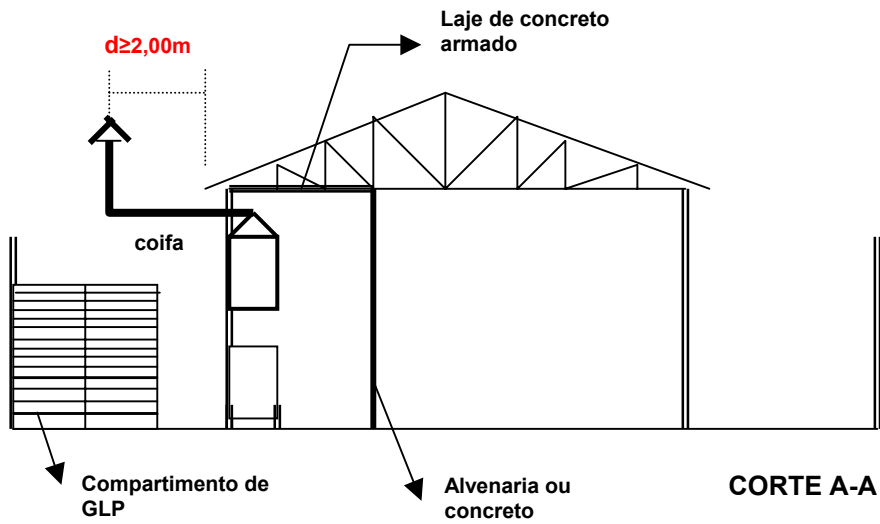 Laje de concreto
armado
d≥2,00m
coifa
Compartimento de
GLP
Alvenaria ou
concreto
CORTE A-A